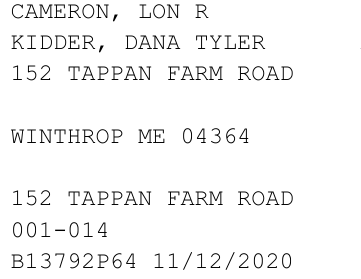 CAMERON, LON R
KIDDER, DANA TYLER
152 TAPPAN FARM ROAD
WINTHROP ME 04364
152 TAPPAN FARM ROAD
001-014
B13792P64 11/12/2020